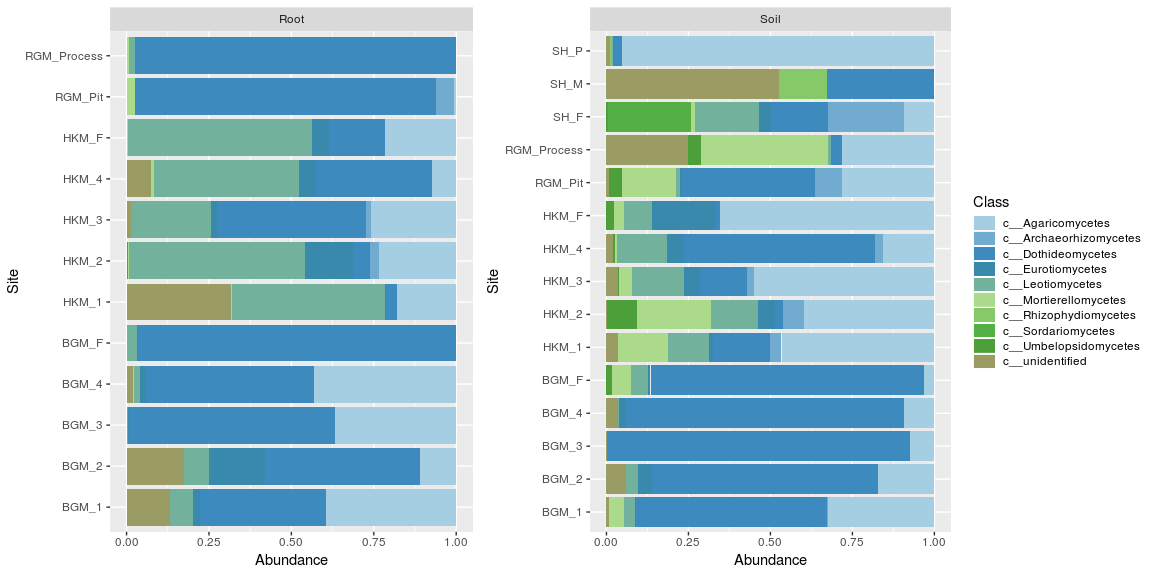 Root
Site
RGM_Process
RGM_Pit
HKM_F
HKM_4
HKM_3
HKM_2
HKM_1
BGM_F
BGM_4
BGM_3
BGM_2
BGM_1
0.00 0.25 0.50 0.75 1.00
Abundance
Soil
Site
SH_P
SH_M
SH_F
RGM_Process
RGM_Pit
HKM_F
HKM_4
HKM_3
HKM_2
HKM_1
BGM_F
BGM_4
BGM_3
BGM_2
BGM_1
0.00 0.25 0.50 0.75 1.00
Abundance
Class
c__Agaricomycetes
c__Archaeorhizomycetes
c__Dothideomycetes
c__Eurotiomycetes
c__Leotiomycetes
c__Mortierellomycetes
c__Rhizophydiomycetes
c__Sordariomycetes
c__Umbelopsidomycetes
c__unidentified